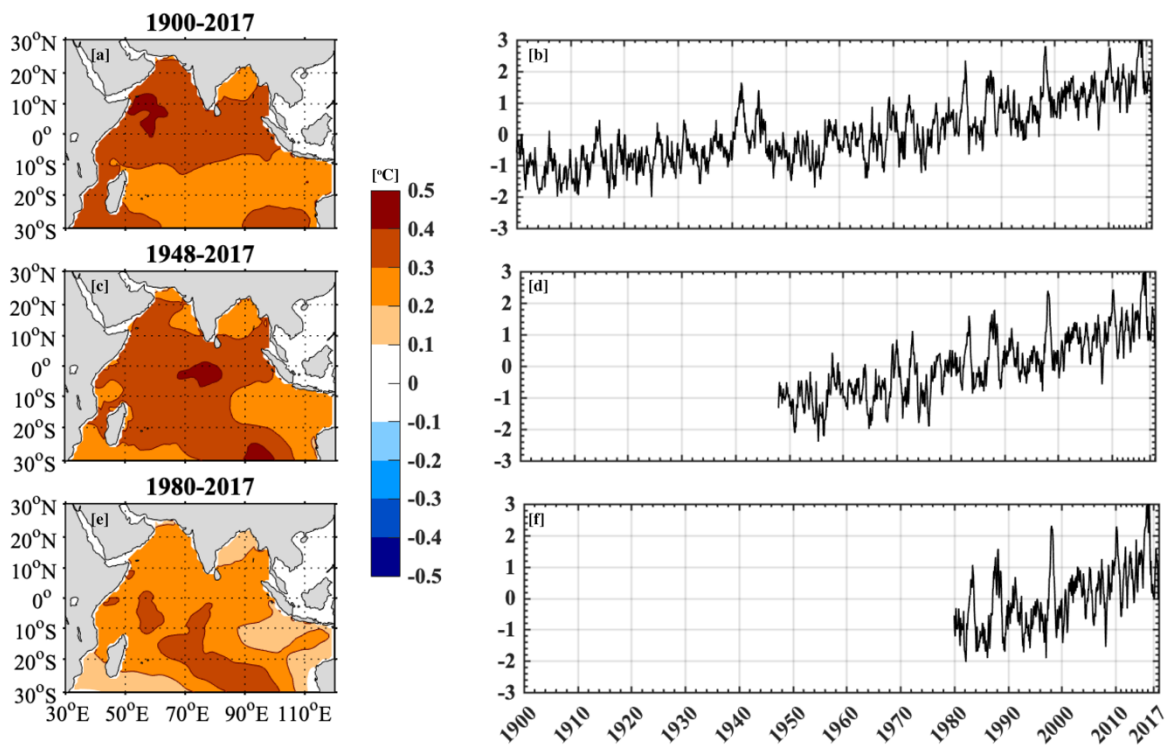 1900-2017
30°N
20°N
10°N
0°
10°S
20°S
30°S
[a]
[b]
3
2
1
0
-1
-2
-3
1948-2017
30°N
20°N
10°N
0°
10°S
20°S
30°S
[c]
[°C]
0.5
0.4
0.3
0.2
0.1
0
-0.1
-0.2
-0.3
-0.4
-0.5
[d]
3
2
1
0
-1
-2
-3
1980-2017
30°N
20°N
10°N
0°
10°S
20°S
30°S
[e]
30°E 50°E 70°E 90°E 110°E
[f]
3
2
1
0
-1
-2
-3
1900 1910 1920 1930 1940 1950 1960 1970 1980 1990 2000 2010 2017